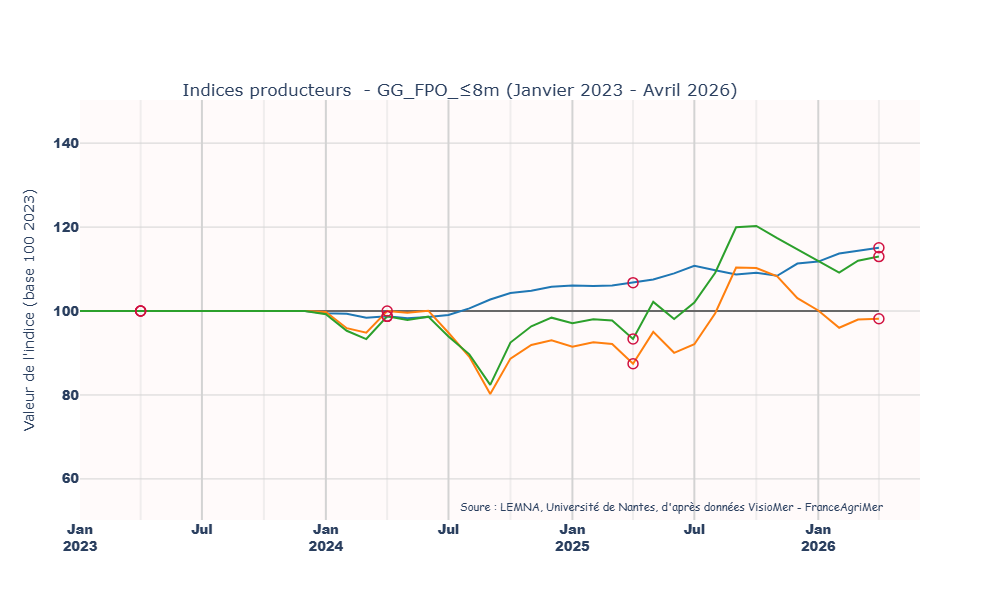 Indices producteurs  - GG_FPO_≤8m (Janvier 2023 - Avril 2026)
Valeur de l'indice (base 100 2023)
140
120
100
80
60
Soure : LEMNA, Université de Nantes, d'après données VisioMer - FranceAgriMer
Jan Jul Jan Jul Jan Jul Jan
2023 2024 2025 2026